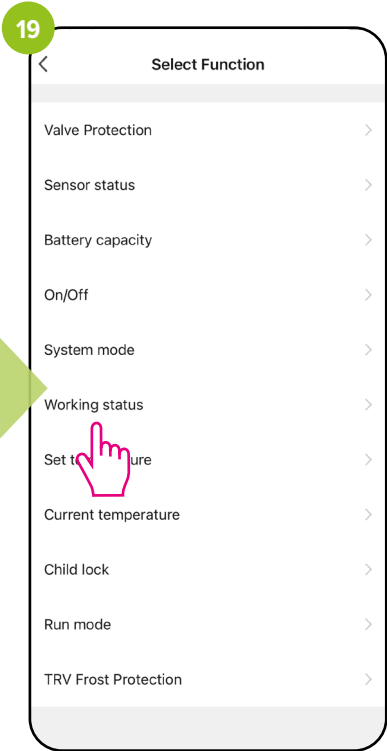 19
Select Function
Valve Protection
Sensor status
Battery capacity
On/Off
System mode
Working status
Set t ure
Current temperature
Child lock
Run mode
TRV Frost Protection